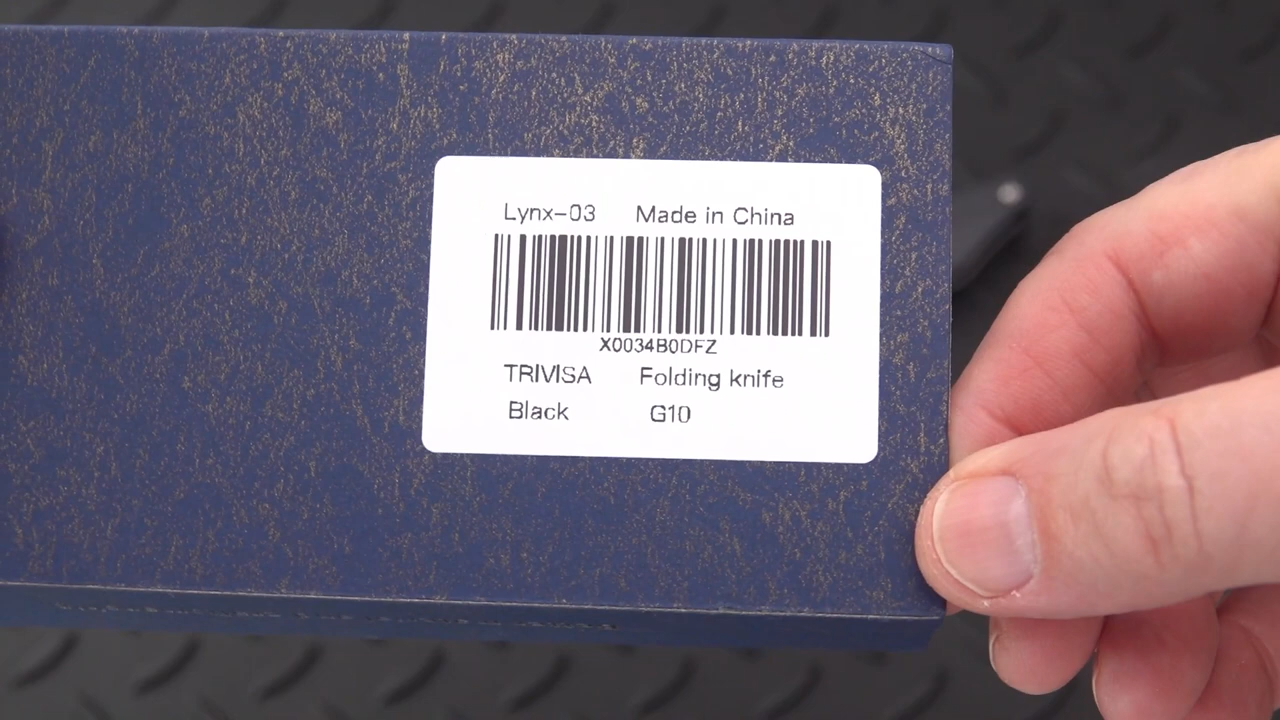 Lynx-03 Made in China
X0034B0DFZ
TRIVISA Folding knife
Black G10